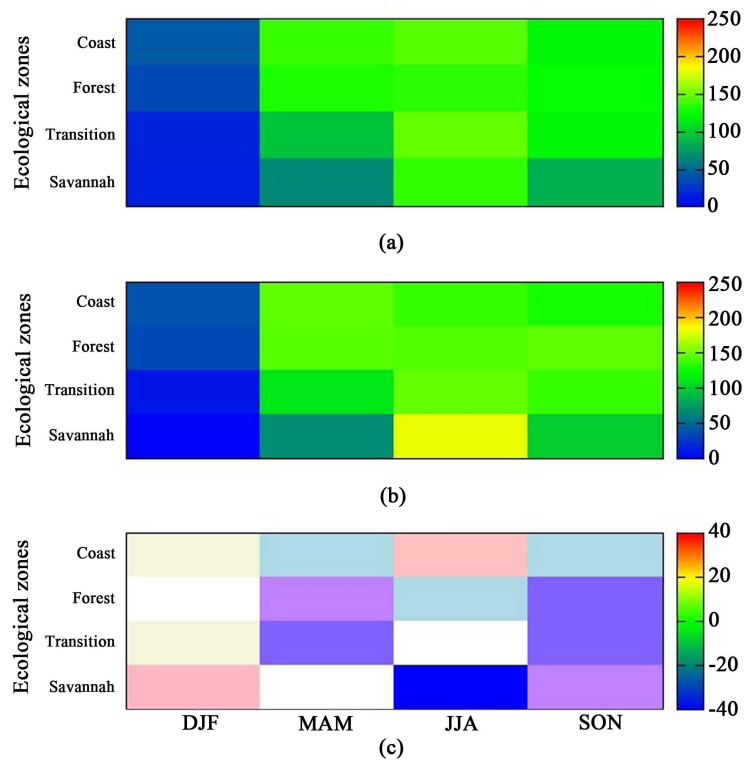 Ecological zones
Coast
Forest
Transition
Savannah
250
200
150
100
50
0
(a)
Ecological zones
Coast
Forest
Transition
Savannah
250
200
150
100
50
0
(b)
Ecological zones
Coast
Forest
Transition
Savannah
40
20
0
-20
-40
DJF MAM JJA SON
(c)